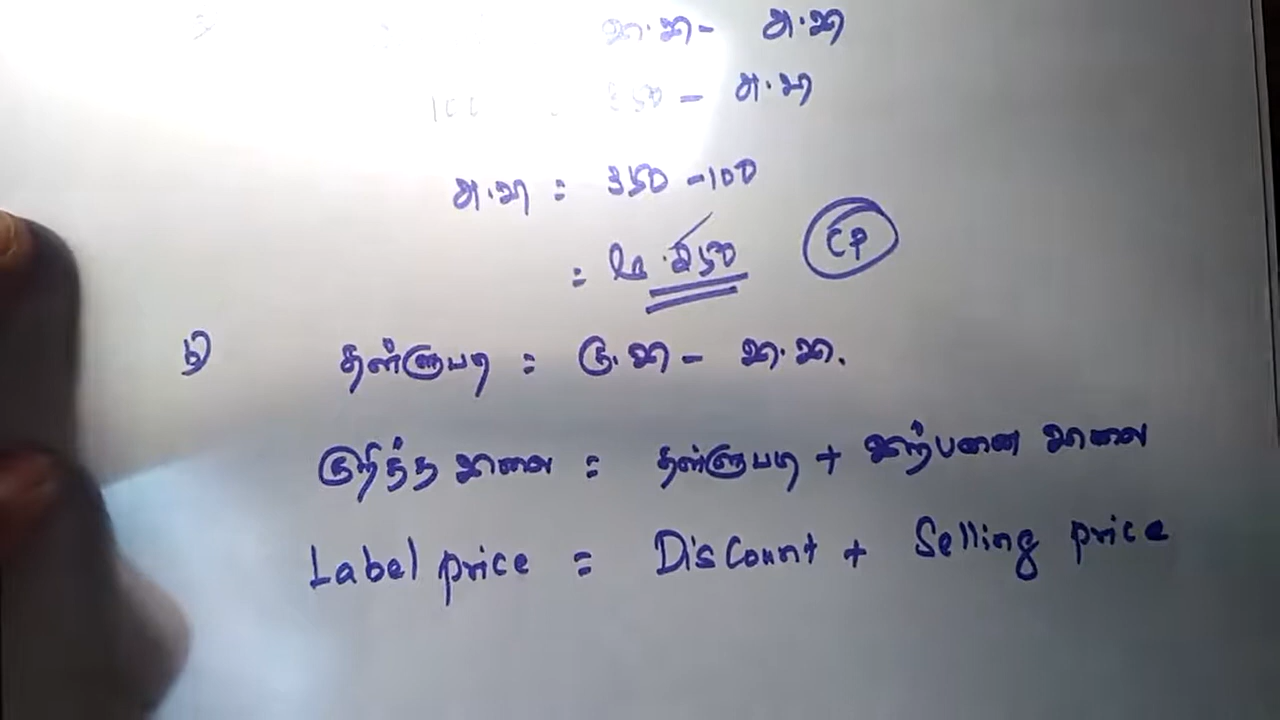 வி.வி - அ.வி
100 = 350 - அ.வி
அ.வி = 350 - 100
= ரூ.250 CP
b) தள்ளுபடி = கு.வி - வி.வி.
குறித்த விலை = தள்ளுபடி + விற்பனை விலை
Label price = Discount + Selling price